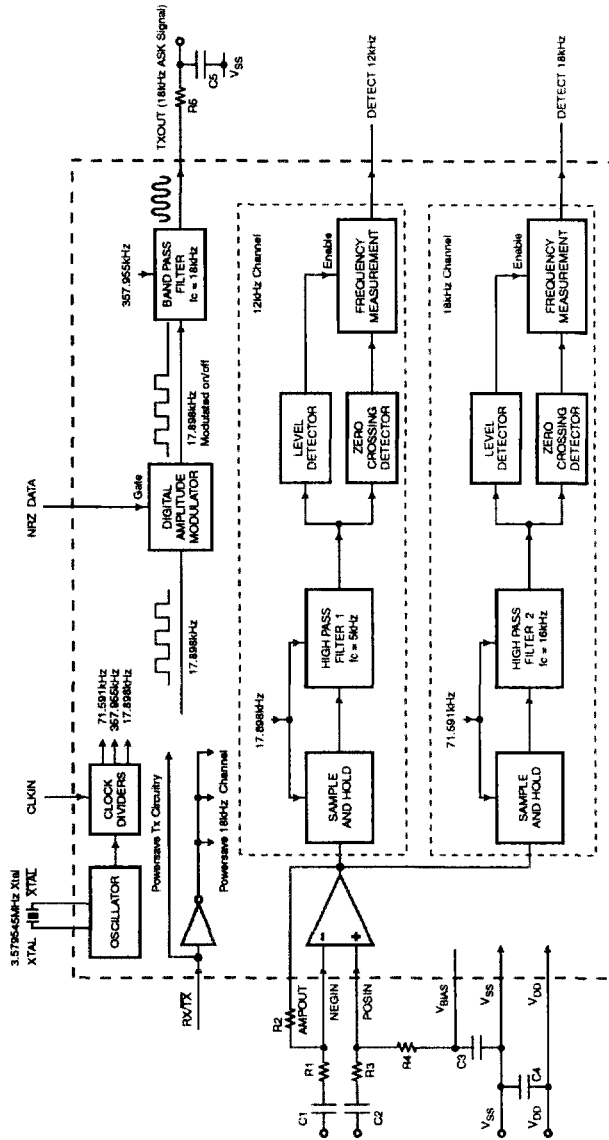 3.579545MHz Xtal
XTAL
XTAL
CLKIN
NRZ DATA
OSCILLATOR
CLOCK
DIVIDERS
71.591kHz
357.955kHz
17.898kHz
RX/TX
Powersave Tx Circuitry
Powersave 18kHz Channel
17.898kHz
Gate
DIGITAL
AMPLITUDE
MODULATOR
17.898kHz
Modulated on/off
357.955kHz
BAND PASS
FILTER
fc = 18kHz
TXOUT (18kHz ASK Signal)
R5
C5
VSS
R2
AMPOUT
C1
R1
NEGIN
C2
R3
POSIN
R4
VBIAS
C3
VSS
VSS
C4
VDD
VDD
-
+
12kHz Channel
17.898kHz
SAMPLE
AND HOLD
HIGH PASS
FILTER 1
fc = 5kHz
LEVEL
DETECTOR
ZERO
CROSSING
DETECTOR
Enable
FREQUENCY
MEASUREMENT
DETECT 12kHz
18kHz Channel
71.591kHz
SAMPLE
AND HOLD
HIGH PASS
FILTER 2
fc = 16kHz
LEVEL
DETECTOR
ZERO
CROSSING
DETECTOR
Enable
FREQUENCY
MEASUREMENT
DETECT 18kHz